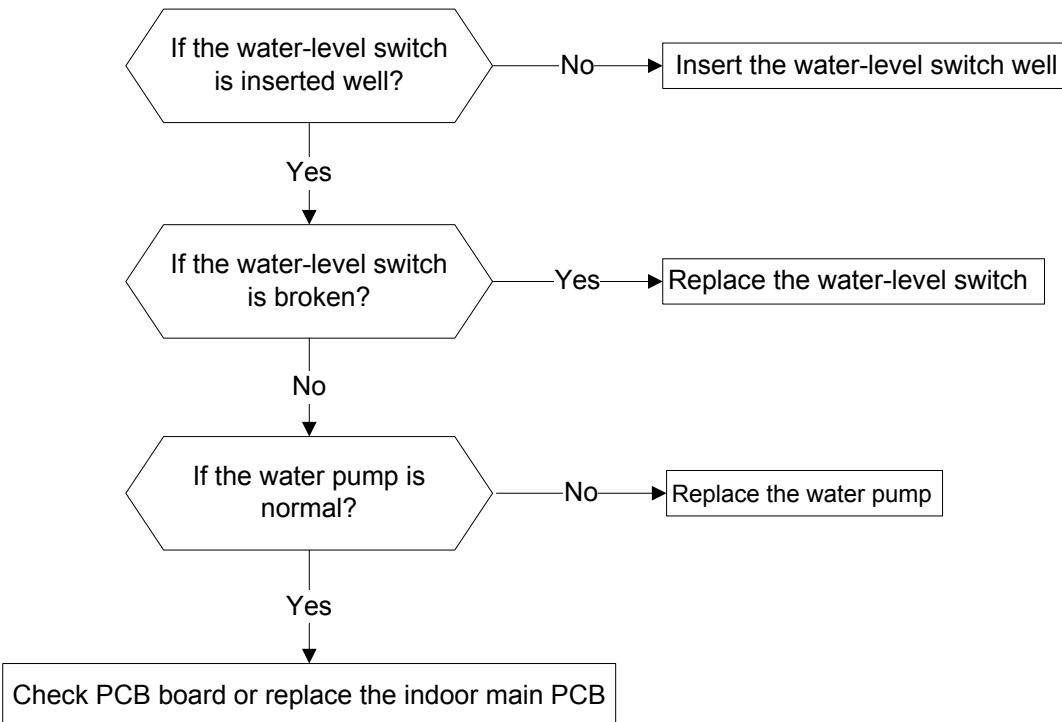 If the water-level switch
is inserted well?
No
Insert the water-level switch well
Yes
If the water-level switch
is broken?
Yes
Replace the water-level switch
No
If the water pump is
normal?
No
Replace the water pump
Yes
Check PCB board or replace the indoor main PCB